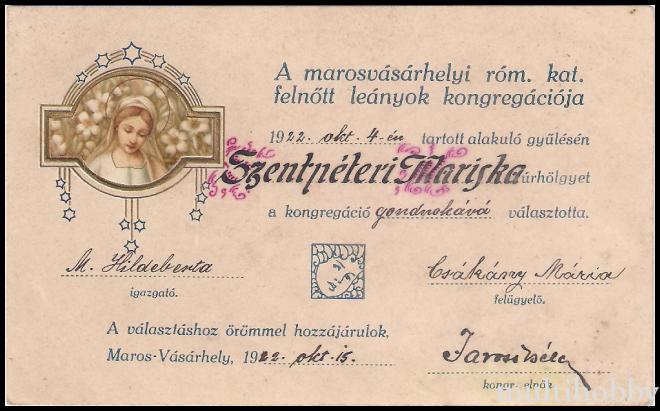 A marosvásárhelyi róm. kat.
felnőtt leányok kongregációja
1922. okt. 4-én tartott alakuló gyűlésén
Szentpéteri Mariska úrhölgyet
a kongregáció gondnokává választotta.
M. Hildeberta
igazgató.
Csákány Mária
felügyelő.
A választáshoz örömmel hozzájárulok.
Maros-Vásárhely, 1922. okt. 15.
kongr. elnök.
multihobby